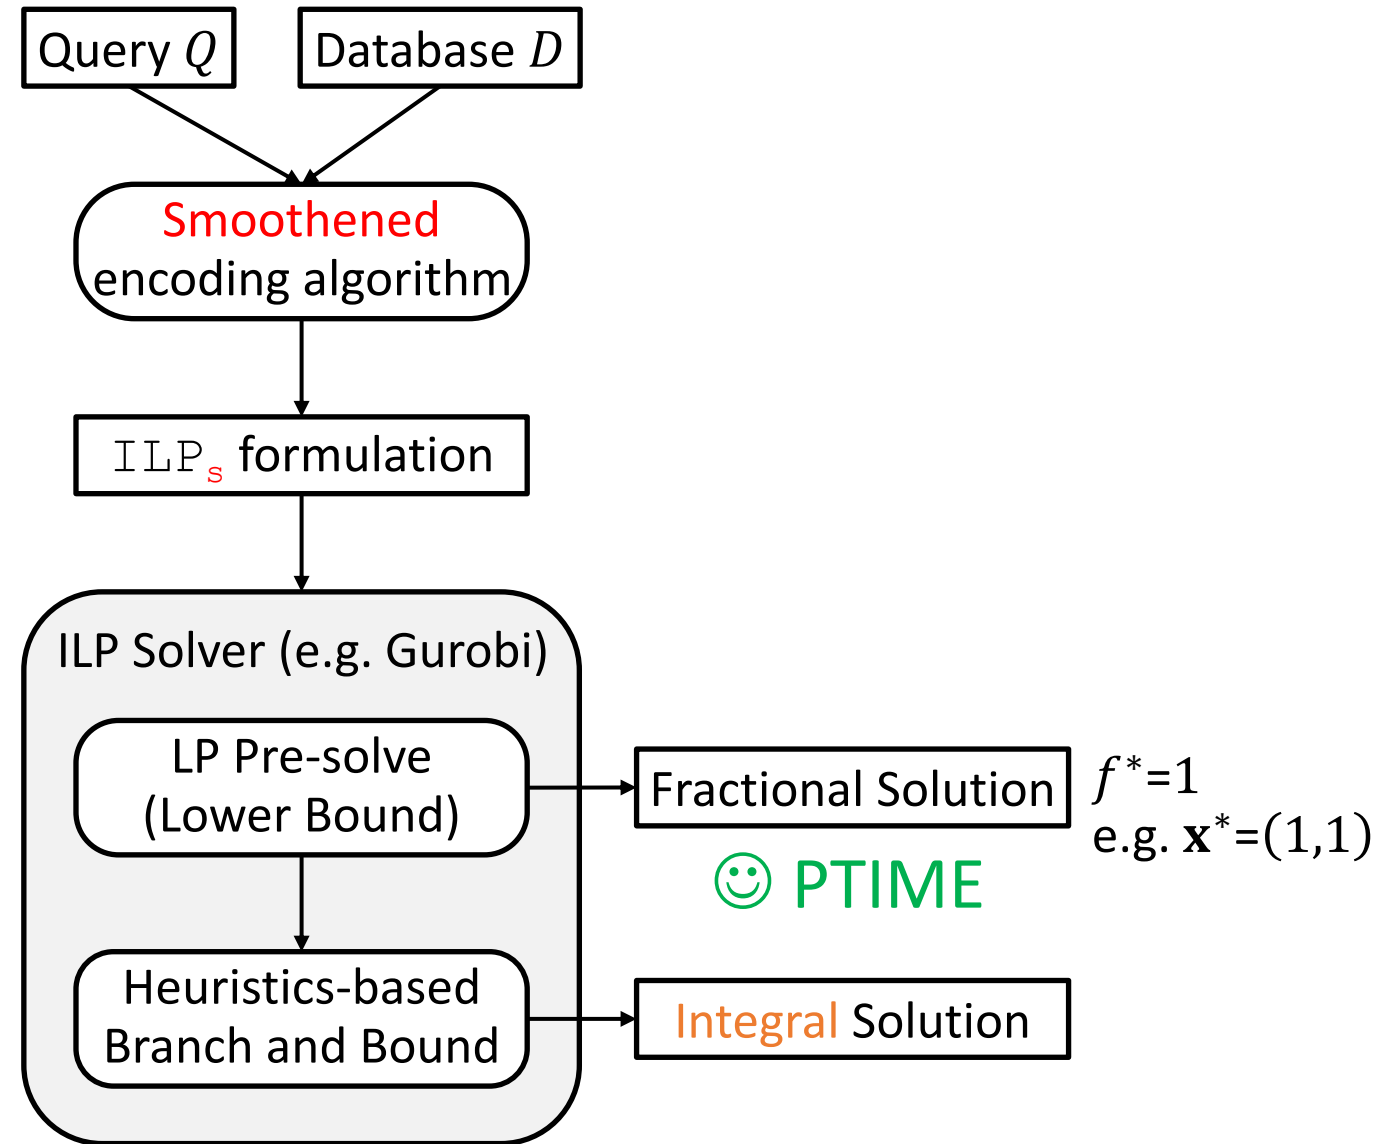 Query Q
Database D
Smoothened
encoding algorithm
ILPₛ formulation
ILP Solver (e.g. Gurobi)
LP Pre-solve
(Lower Bound)
Fractional Solution
f*=1
e.g. x*=(1,1)
PTIME
Heuristics-based
Branch and Bound
Integral Solution